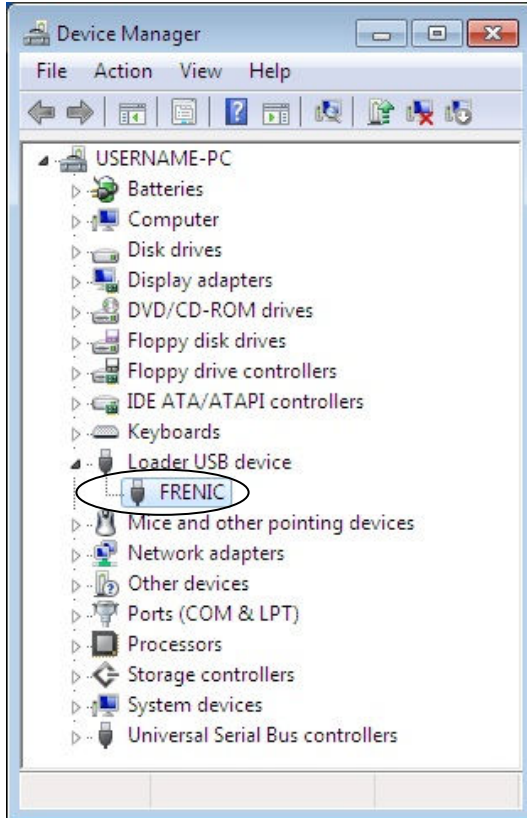 Device Manager
File Action View Help
USERNAME-PC
Batteries
Computer
Disk drives
Display adapters
DVD/CD-ROM drives
Floppy disk drives
Floppy drive controllers
IDE ATA/ATAPI controllers
Keyboards
Loader USB device
FRENIC
Mice and other pointing devices
Network adapters
Other devices
Ports (COM & LPT)
Processors
Storage controllers
System devices
Universal Serial Bus controllers